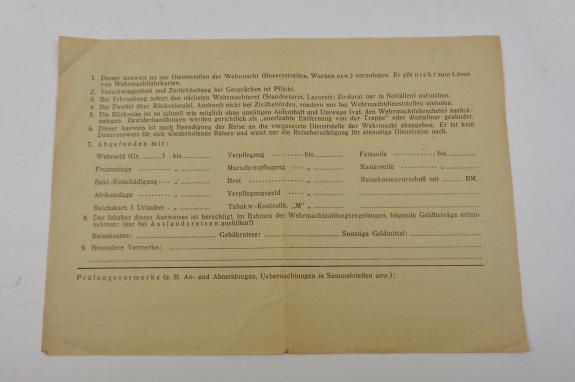 1. Dieser Ausweis ist nur Dienststellen der Wehrmacht (Heeresstreifen, Wachen usw.) vorzulegen. Er gilt nicht zum Lösen
von Wehrmachtfahrkarten.
2. Verschwiegenheit und Zurückhaltung bei Gesprächen ist Pflicht.
3. Bei Erkrankung sofort den nächsten Wehrmachtarzt (Standortarzt, Lazarett; Zivilarzt nur in Notfällen) aufsuchen.
4. Bei Zweifel über Rückreiseziel, Auskunft nicht bei Zivilbehörden, sondern nur bei Wehrmachtdienststellen einholen.
5. Die Rückreise ist so schnell wie möglich ohne unnötigen Aufenthalt und Umwege (vgl. den Wehrmachtfahrschein) zurück-
zulegen. Zuwiderhandlungen werden gerichtlich als „unerlaubte Entfernung von der Truppe" oder disziplinar geahndet.
6. Dieser Ausweis ist nach Beendigung der Reise an die vorgesetzte Dienststelle der Wehrmacht abzugeben. Er ist kein
Dauerausweis für sich wiederholende Reisen und weist nur die Reiseberechtigung für einmalige Dienstreise nach.
7. Abgefunden mit:
Wehrsold (Gr. ) - bis Verpflegung bis Feinseife bis
Frontzulage „ Marschverpflegung „ Rasierseife „
Bekl.-Entschädigung „ Brot „ Reisekostenvorschuß mit RM.
Afrikazulage „ Verpflegungsgeld „
Reichskart. f. Urlauber „ Tabakw.-Kontrollk. „M" „
8. Der Inhaber dieses Ausweises ist berechtigt, im Rahmen der Wehrmachtzahlungsregelungen, folgende Geldbeträge mitzu-
nehmen: (nur bei Auslandsreisen ausfüllen!)
Reisekosten: Gebührnisse: Sonstige Geldmittel:
9. Besondere Vermerke:
Prüfungsvermerke (z. B. An- und Abmeldungen, Uebernachtungen in Sammelstellen usw.):